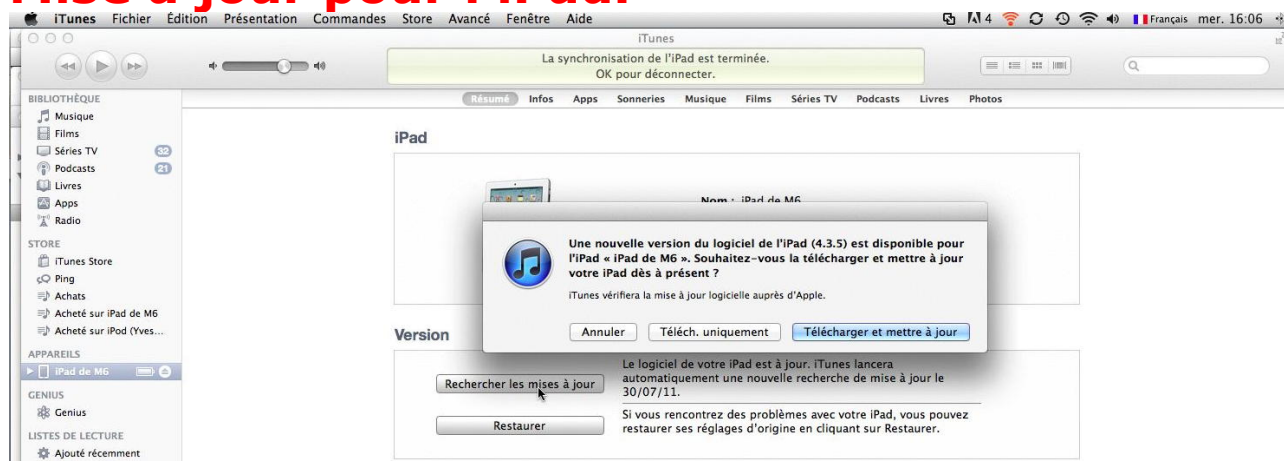 Mise à jour pour l'iPad.
iTunes Fichier Édition Présentation Commandes Store Avancé Fenêtre Aide 4 Français mer. 16:06
iTunes
La synchronisation de l'iPad est terminée.
OK pour déconnecter.
BIBLIOTHÈQUE
Musique
Films
Séries TV 32
Podcasts 21
Livres
Apps
Radio
STORE
iTunes Store
Ping
Achats
Acheté sur iPad de M6
Acheté sur iPod (Yves...
APPAREILS
iPad de M6
GENIUS
Genius
LISTES DE LECTURE
Ajouté récemment
Résumé Infos Apps Sonneries Musique Films Séries TV Podcasts Livres Photos
iPad
Nom : iPad de M6
Une nouvelle version du logiciel de l'iPad (4.3.5) est disponible pour
l'iPad « iPad de M6 ». Souhaitez-vous la télécharger et mettre à jour
votre iPad dès à présent ?
iTunes vérifiera la mise à jour logicielle auprès d'Apple.
Annuler Téléch. uniquement Télécharger et mettre à jour
Version
Rechercher les mises à jour
Le logiciel de votre iPad est à jour. iTunes lancera
automatiquement une nouvelle recherche de mise à jour le
30/07/11.
Restaurer
Si vous rencontrez des problèmes avec votre iPad, vous pouvez
restaurer ses réglages d'origine en cliquant sur Restaurer.